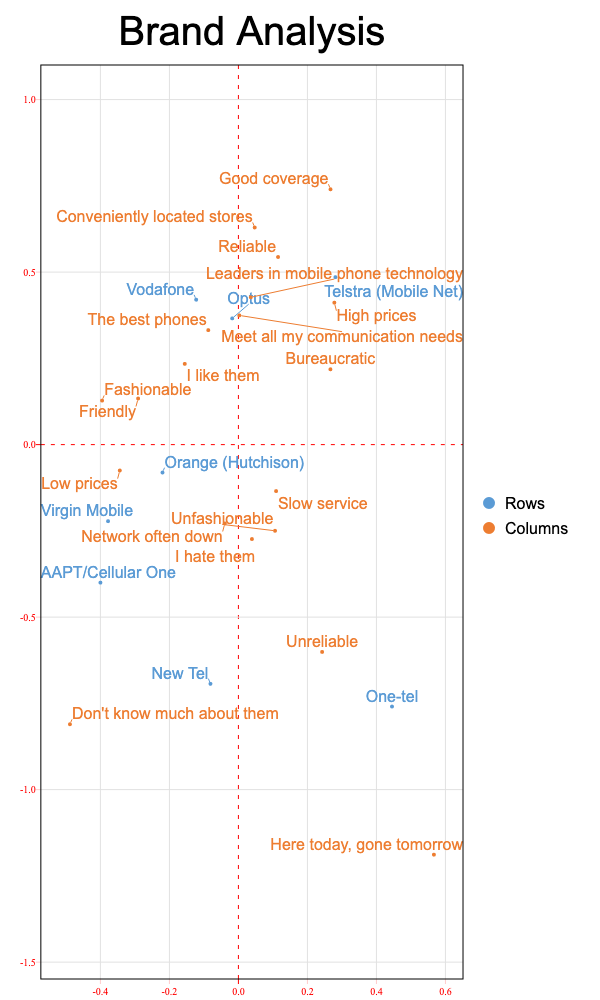 Brand Analysis
1.0
Good coverage
Conveniently located stores
Reliable
0.5
Leaders in mobile phone technology
Vodafone
Optus
Telstra (Mobile Net)
The best phones
High prices
Meet all my communication needs
Bureaucratic
I like them
Fashionable
Friendly
0.0
Orange (Hutchison)
Low prices
Slow service
Rows
Virgin Mobile
Unfashionable
Columns
Network often down
I hate them
AAPT/Cellular One
-0.5
Unreliable
New Tel
One-tel
Don't know much about them
-1.0
Here today, gone tomorrow
-1.5
-0.4
-0.2
0.0
0.2
0.4
0.6